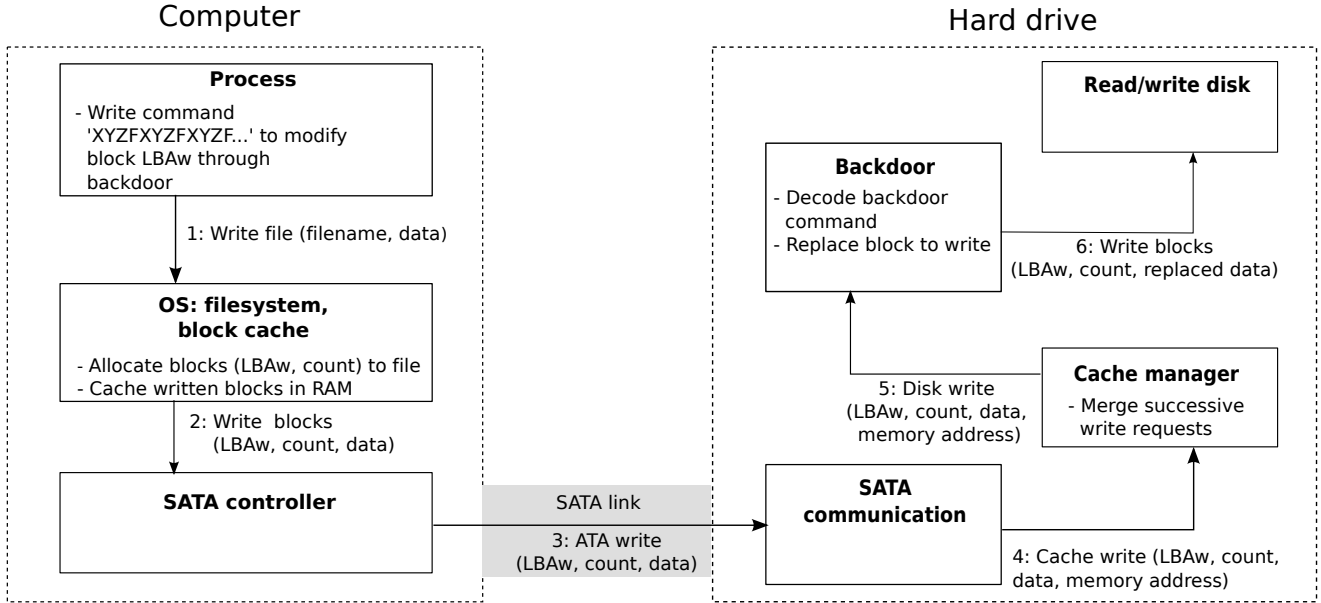 Computer
Process
- Write command
'XYZFXYZFXYZF...' to modify
block LBAw through
backdoor
1: Write file (filename, data)
OS: filesystem,
block cache
- Allocate blocks (LBAw, count) to file
- Cache written blocks in RAM
2: Write  blocks
(LBAw, count, data)
SATA controller
SATA link
3: ATA write
(LBAw, count, data)
Hard drive
Read/write disk
Backdoor
- Decode backdoor
command
- Replace block to write
6: Write blocks
(LBAw, count, replaced data)
Cache manager
- Merge successive
write requests
5: Disk write
(LBAw, count, data,
memory address)
SATA
communication
4: Cache write (LBAw, count,
data, memory address)